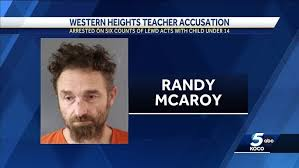 WESTERN HEIGHTS TEACHER ACCUSATION
ARRESTED ON SIX COUNTS OF LEWD ACTS WITH CHILD UNDER 14
RANDY
MCAROY
5 abc
KOCO